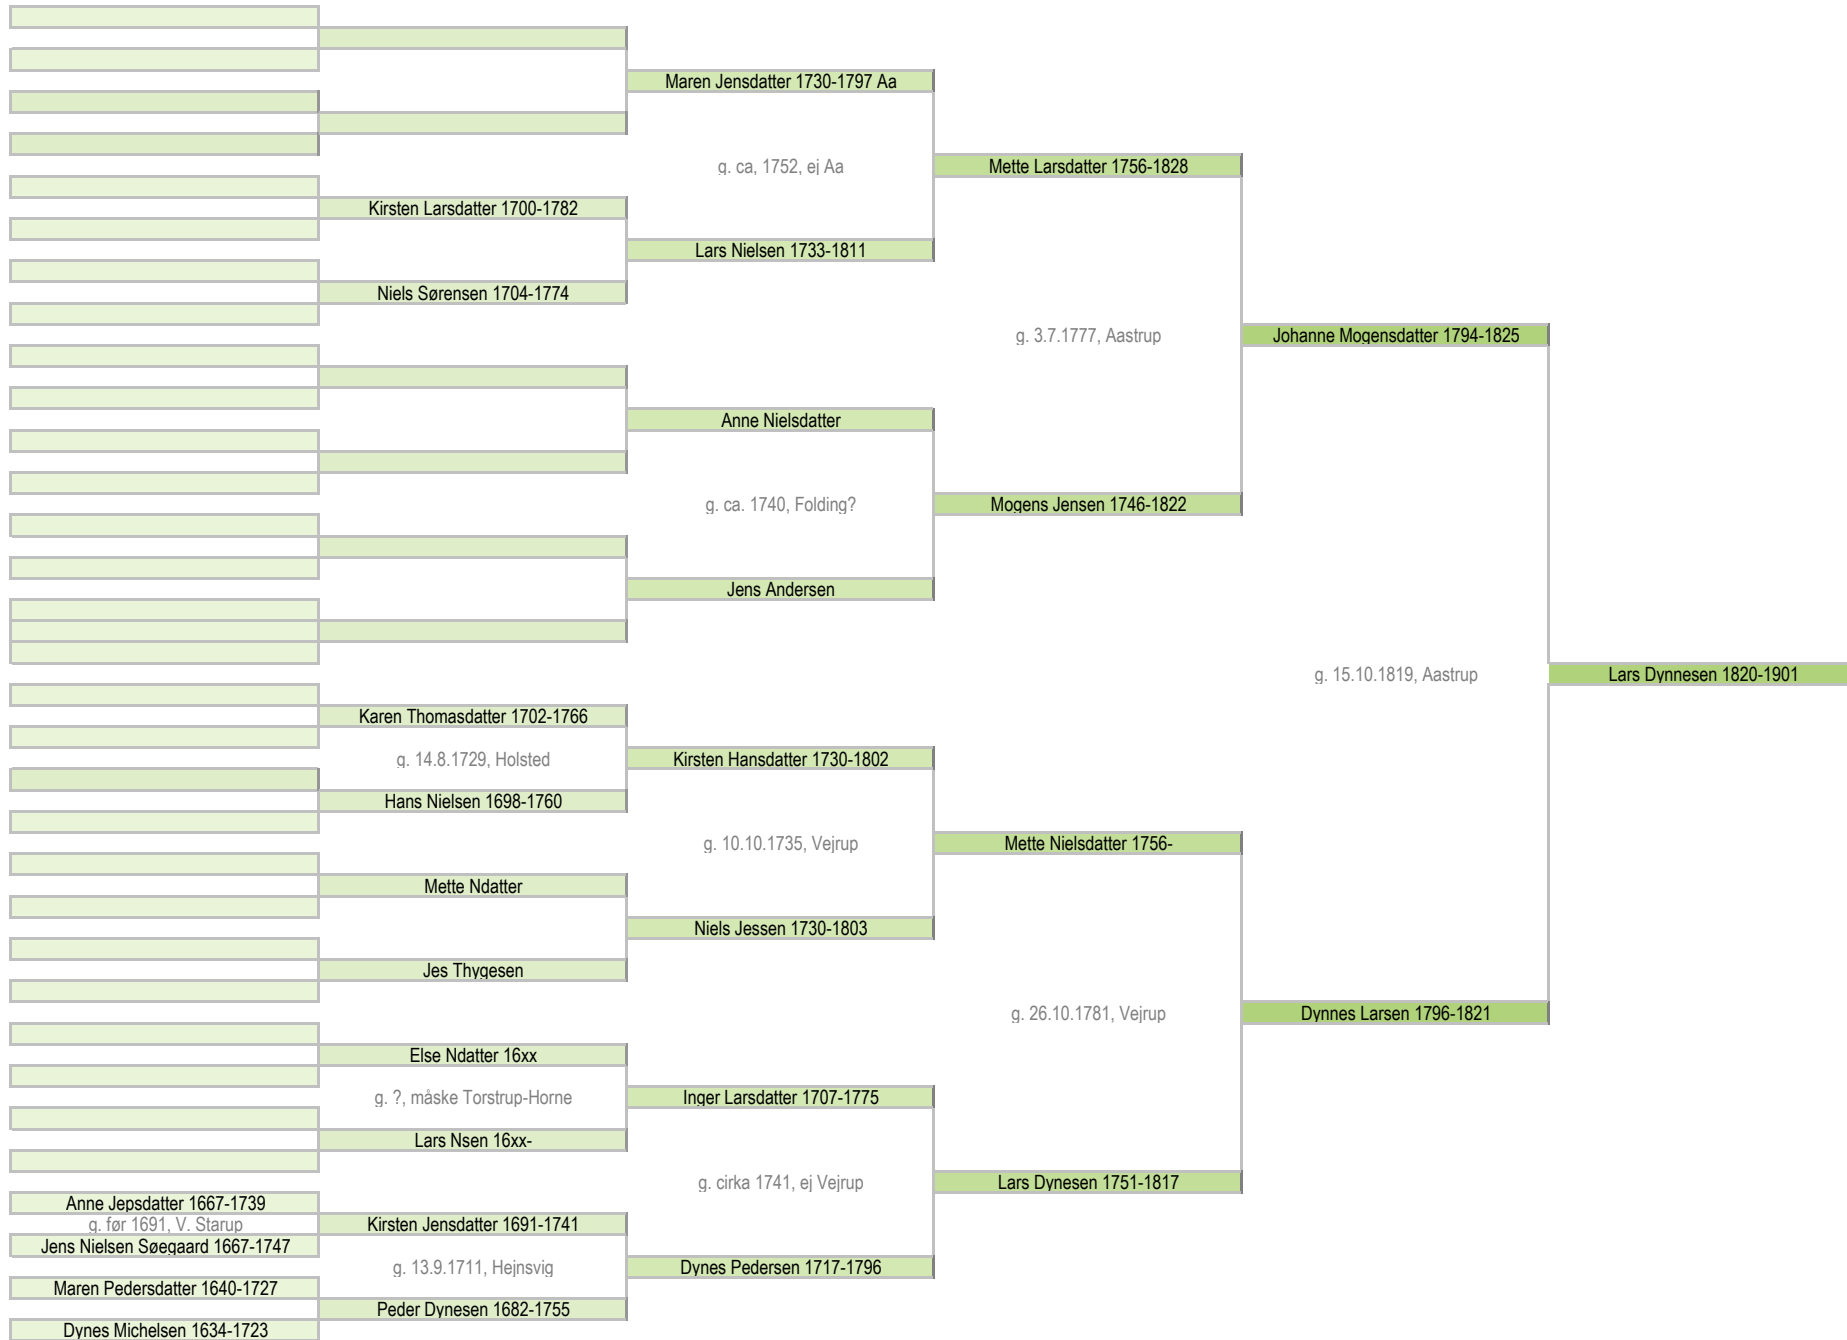 Maren Jensdatter 1730-1797 Aa
g. ca, 1752, ej Aa
Mette Larsdatter 1756-1828
Kirsten Larsdatter 1700-1782
Lars Nielsen 1733-1811
Niels Sørensen 1704-1774
g. 3.7.1777, Aastrup
Johanne Mogensdatter 1794-1825
Anne Nielsdatter
g. ca. 1740, Folding?
Mogens Jensen 1746-1822
Jens Andersen
g. 15.10.1819, Aastrup
Lars Dynnesen 1820-1901
Karen Thomasdatter 1702-1766
g. 14.8.1729, Holsted
Kirsten Hansdatter 1730-1802
Hans Nielsen 1698-1760
g. 10.10.1735, Vejrup
Mette Nielsdatter 1756-
Mette Ndatter
Niels Jessen 1730-1803
Jes Thygesen
g. 26.10.1781, Vejrup
Dynnes Larsen 1796-1821
Else Ndatter 16xx
g. ?, måske Torstrup-Horne
Inger Larsdatter 1707-1775
Lars Nsen 16xx-
g. cirka 1741, ej Vejrup
Lars Dynesen 1751-1817
Anne Jepsdatter 1667-1739
g. før 1691, V. Starup
Kirsten Jensdatter 1691-1741
Jens Nielsen Søegaard 1667-1747
g. 13.9.1711, Hejnsvig
Dynes Pedersen 1717-1796
Maren Pedersdatter 1640-1727
Peder Dynesen 1682-1755
Dynes Michelsen 1634-1723